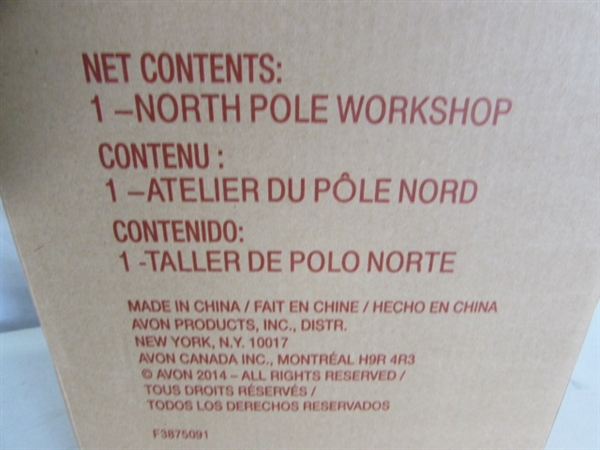 NET CONTENTS:
1 –NORTH POLE WORKSHOP
CONTENU :
1 –ATELIER DU PÔLE NORD
CONTENIDO:
1 -TALLER DE POLO NORTE
MADE IN CHINA / FAIT EN CHINE / HECHO EN CHINA
AVON PRODUCTS, INC., DISTR.
NEW YORK, N.Y. 10017
AVON CANADA INC., MONTRÉAL H9R 4R3
© AVON 2014 – ALL RIGHTS RESERVED /
TOUS DROITS RÉSERVÉS /
TODOS LOS DERECHOS RESERVADOS
F3875091